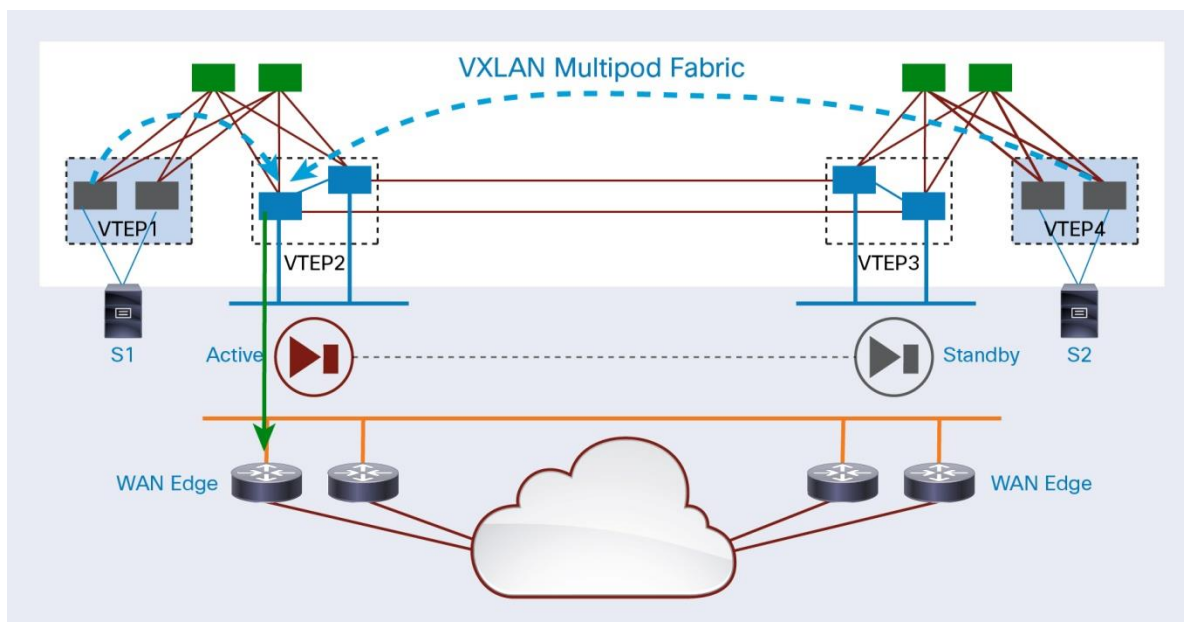 VXLAN Multipod Fabric
VTEP1
VTEP2
VTEP3
VTEP4
S1
Active
Standby
S2
WAN Edge
WAN Edge